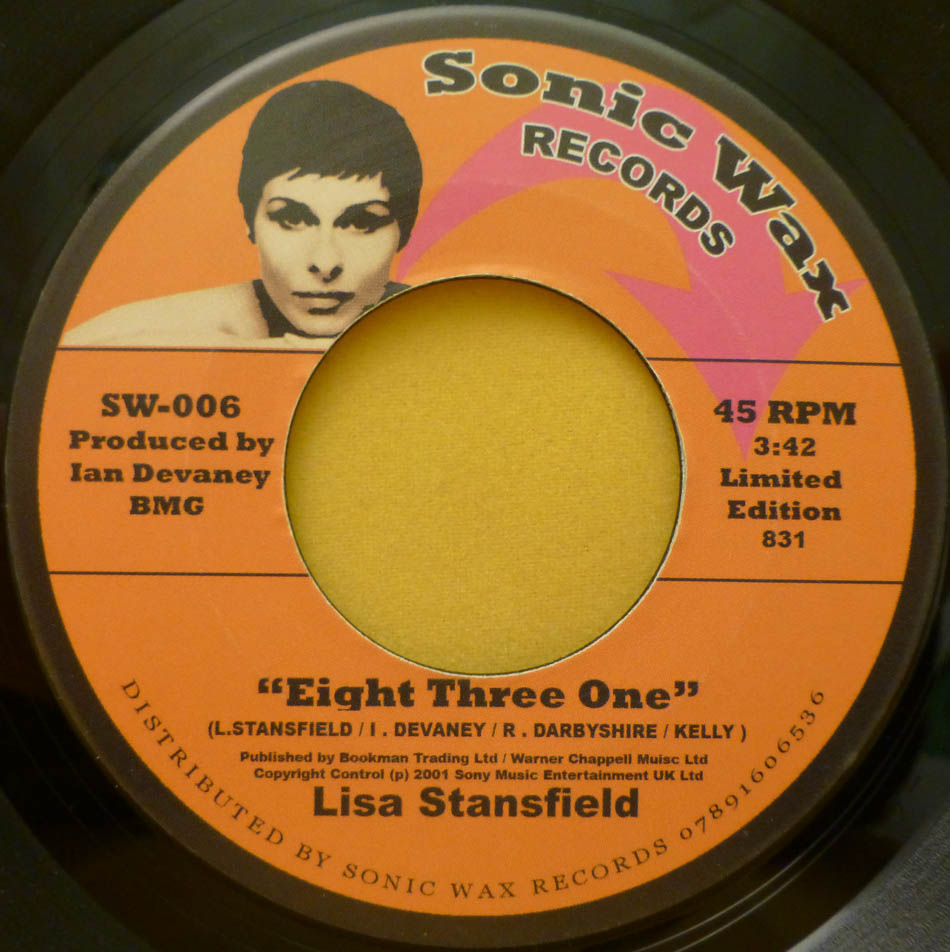 Sonic Wax
RECORDS
SW-006
Produced by
Ian Devaney
BMG
45 RPM
3:42
Limited
Edition
831
“Eight Three One”
(L.STANSFIELD / I . DEVANEY / R . DARBYSHIRE / KELLY )
Published by Bookman Trading Ltd / Warner Chappell Muisc Ltd
Copyright Control (p) 2001 Sony Music Entertainment UK Ltd
Lisa Stansfield
DISTRIBUTED BY SONIC WAX RECORDS 07891606536